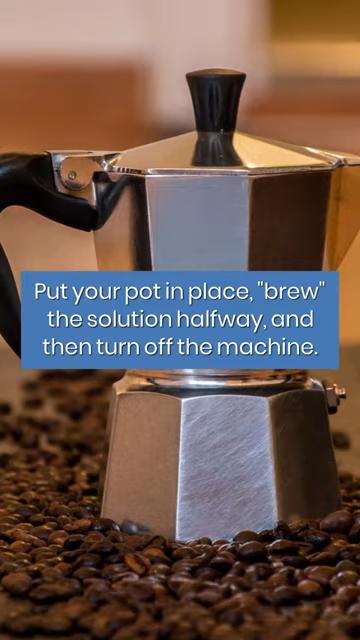 Put your pot in place, "brew"
the solution halfway, and
then turn off the machine.